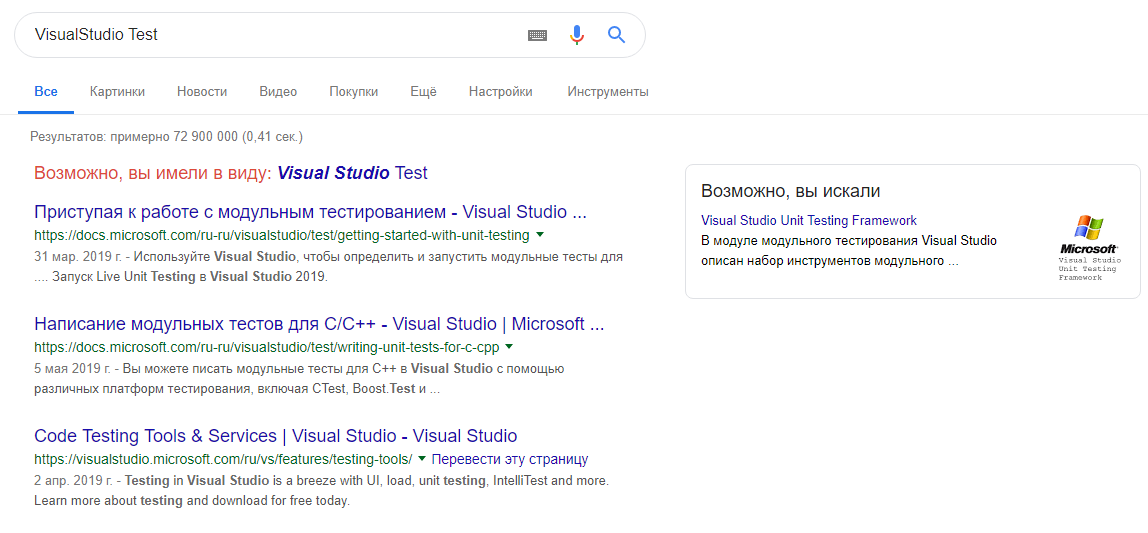 VisualStudio Test
Все Картинки Новости Видео Покупки Ещё Настройки Инструменты
Результатов: примерно 72 900 000 (0,41 сек.)
Возможно, вы имели в виду: Visual Studio Test
Приступая к работе с модульным тестированием - Visual Studio ...
https://docs.microsoft.com/ru-ru/visualstudio/test/getting-started-with-unit-testing
31 мар. 2019 г. - Используйте Visual Studio, чтобы определить и запустить модульные тесты для
.... Запуск Live Unit Testing в Visual Studio 2019.
Написание модульных тестов для C/C++ - Visual Studio | Microsoft ...
https://docs.microsoft.com/ru-ru/visualstudio/test/writing-unit-tests-for-c-cpp
5 мая 2019 г. - Вы можете писать модульные тесты для C++ в Visual Studio с помощью
различных платформ тестирования, включая CTest, Boost.Test и ...
Code Testing Tools & Services | Visual Studio - Visual Studio
https://visualstudio.microsoft.com/ru/vs/features/testing-tools/ Перевести эту страницу
2 апр. 2019 г. - Testing in Visual Studio is a breeze with UI, load, unit testing, IntelliTest and more.
Learn more about testing and download for free today.
Возможно, вы искали
Visual Studio Unit Testing Framework
В модуле модульного тестирования Visual Studio
описан набор инструментов модульного ...
Microsoft
Visual Studio
Unit Testing
Framework